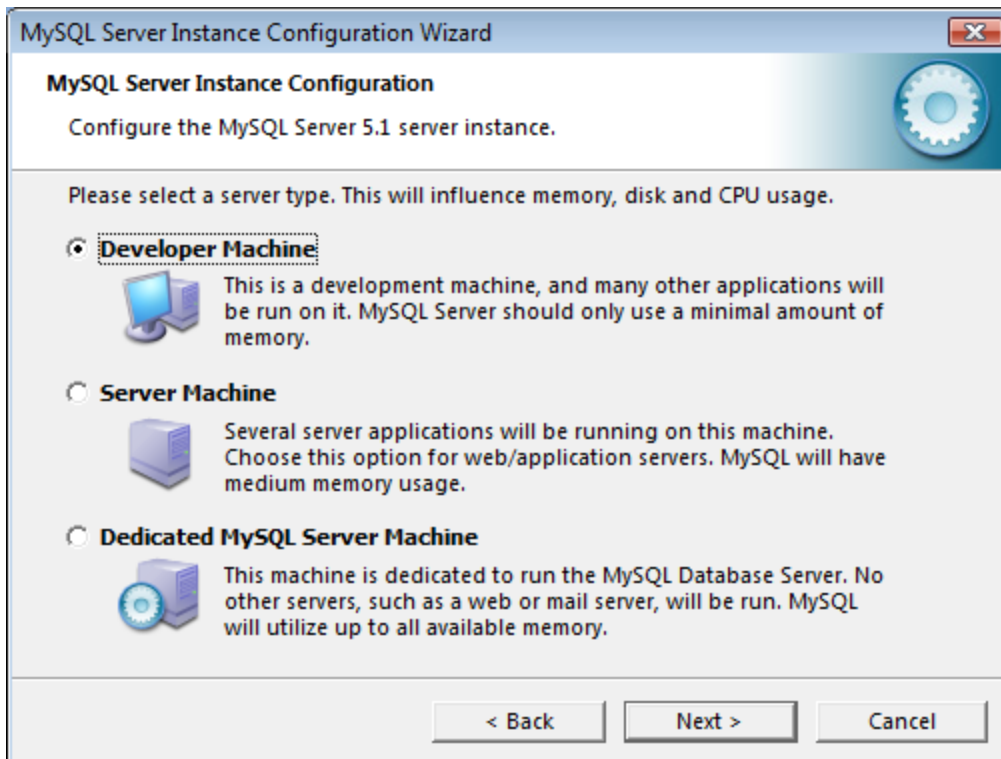 MySQL Server Instance Configuration Wizard
MySQL Server Instance Configuration
Configure the MySQL Server 5.1 server instance.
Please select a server type. This will influence memory, disk and CPU usage.
Developer Machine
This is a development machine, and many other applications will
be run on it. MySQL Server should only use a minimal amount of
memory.
Server Machine
Several server applications will be running on this machine.
Choose this option for web/application servers. MySQL will have
medium memory usage.
Dedicated MySQL Server Machine
This machine is dedicated to run the MySQL Database Server. No
other servers, such as a web or mail server, will be run. MySQL
will utilize up to all available memory.
< Back Next > Cancel